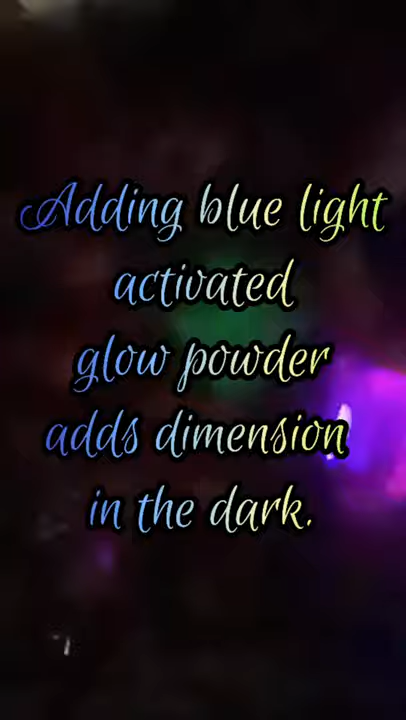 Adding blue light
activated
glow powder
adds dimension
in the dark.